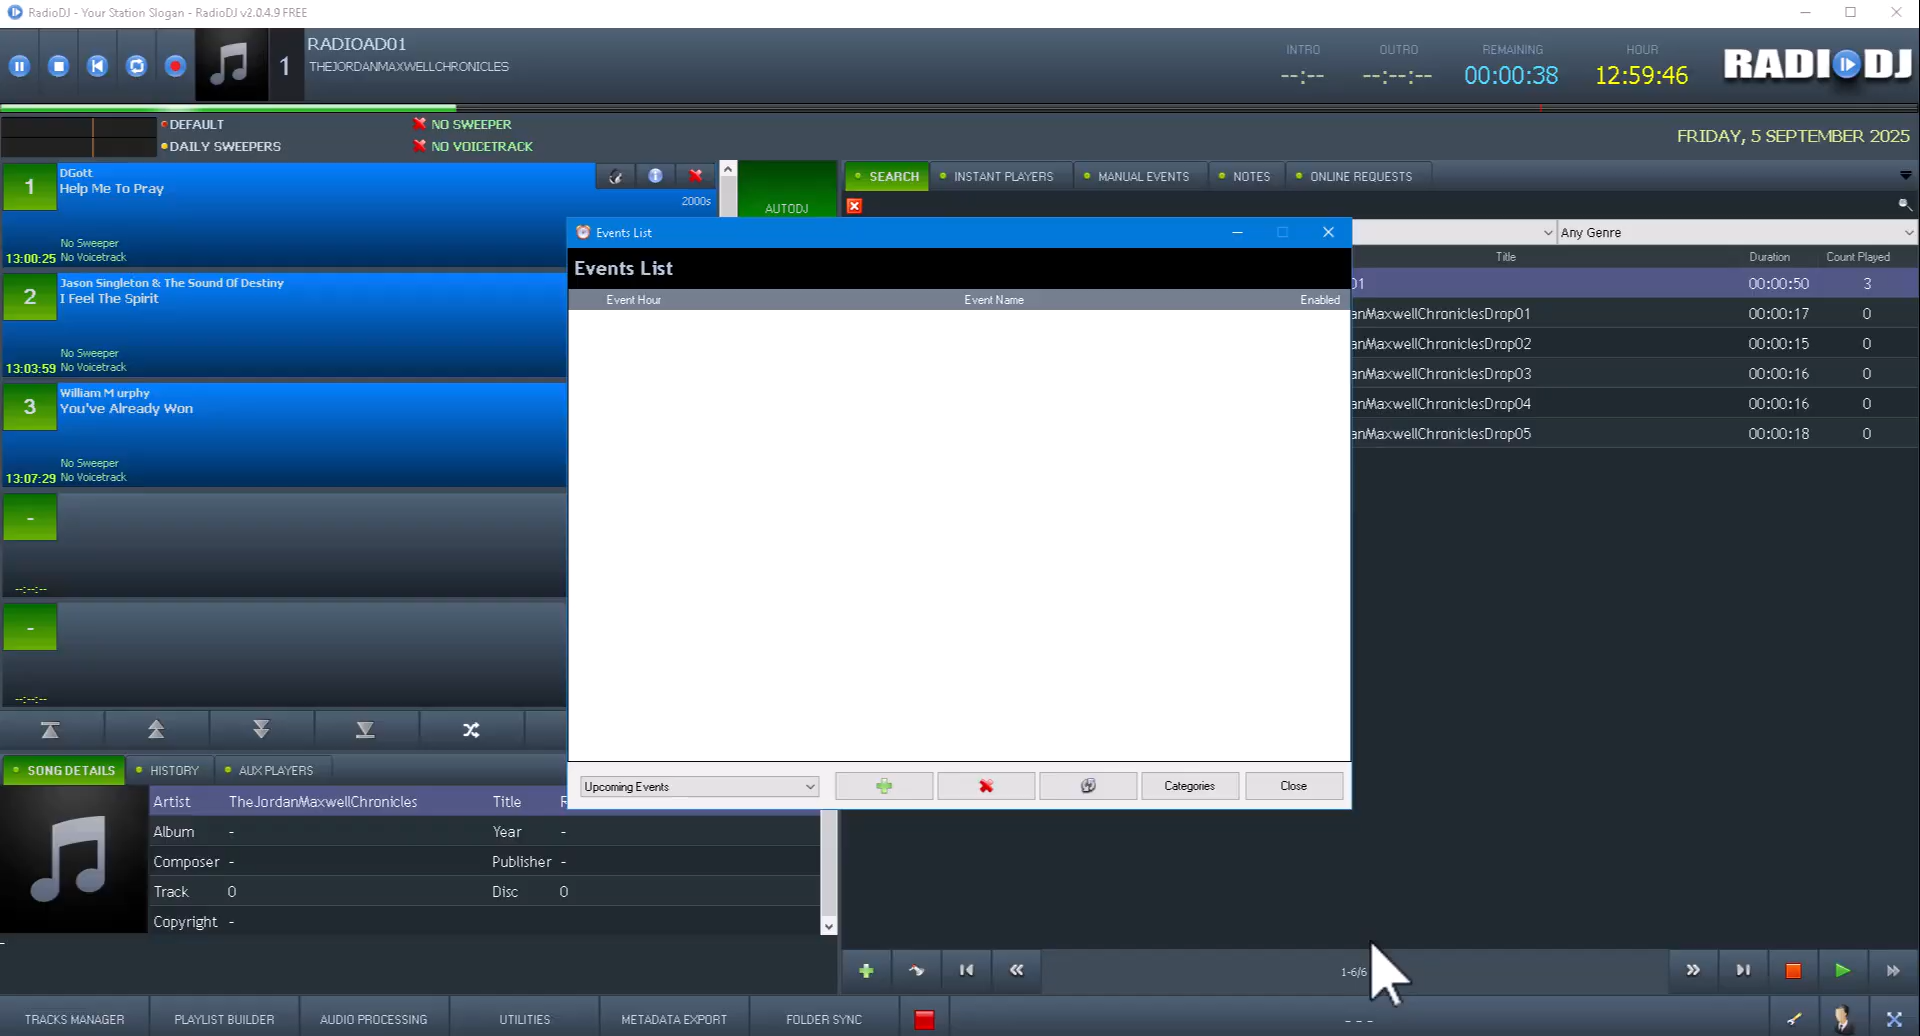 RadioDJ - Your Station Slogan - RadioDJ v2.0.4.9 FREE
1
RADIOAD01
THEJORDANMAXWELLCHRONICLES
INTRO
--:--
OUTRO
--:--:--
REMAINING
00:00:38
HOUR
12:59:46
RADIODJ
DEFAULT
NO SWEEPER
DAILY SWEEPERS
NO VOICETRACK
FRIDAY, 5 SEPTEMBER 2025
1
DGott
Help Me To Pray
2000s
No Sweeper
13:00:25 No Voicetrack
2
Jason Singleton & The Sound Of Destiny
I Feel The Spirit
No Sweeper
13:03:59 No Voicetrack
3
William M urphy
You've Already Won
No Sweeper
13:07:29 No Voicetrack
-
--:--:--
-
--:--:--
AUTODJ
SEARCH
INSTANT PLAYERS
MANUAL EVENTS
NOTES
ONLINE REQUESTS
Any Genre
Title
Duration
Count Played
01 00:00:50 3
anMaxwellChroniclesDrop01 00:00:17 0
anMaxwellChroniclesDrop02 00:00:15 0
anMaxwellChroniclesDrop03 00:00:16 0
anMaxwellChroniclesDrop04 00:00:16 0
anMaxwellChroniclesDrop05 00:00:18 0
Events List
Events List
Event Hour
Event Name
Enabled
Upcoming Events
Categories
Close
SONG DETAILS
HISTORY
AUX PLAYERS
Artist TheJordanMaxwellChronicles Title R
Album - Year -
Composer - Publisher -
Track 0 Disc 0
Copyright -
-
1-6/6
TRACKS MANAGER
PLAYLIST BUILDER
AUDIO PROCESSING
UTILITIES
METADATA EXPORT
FOLDER SYNC
- - -